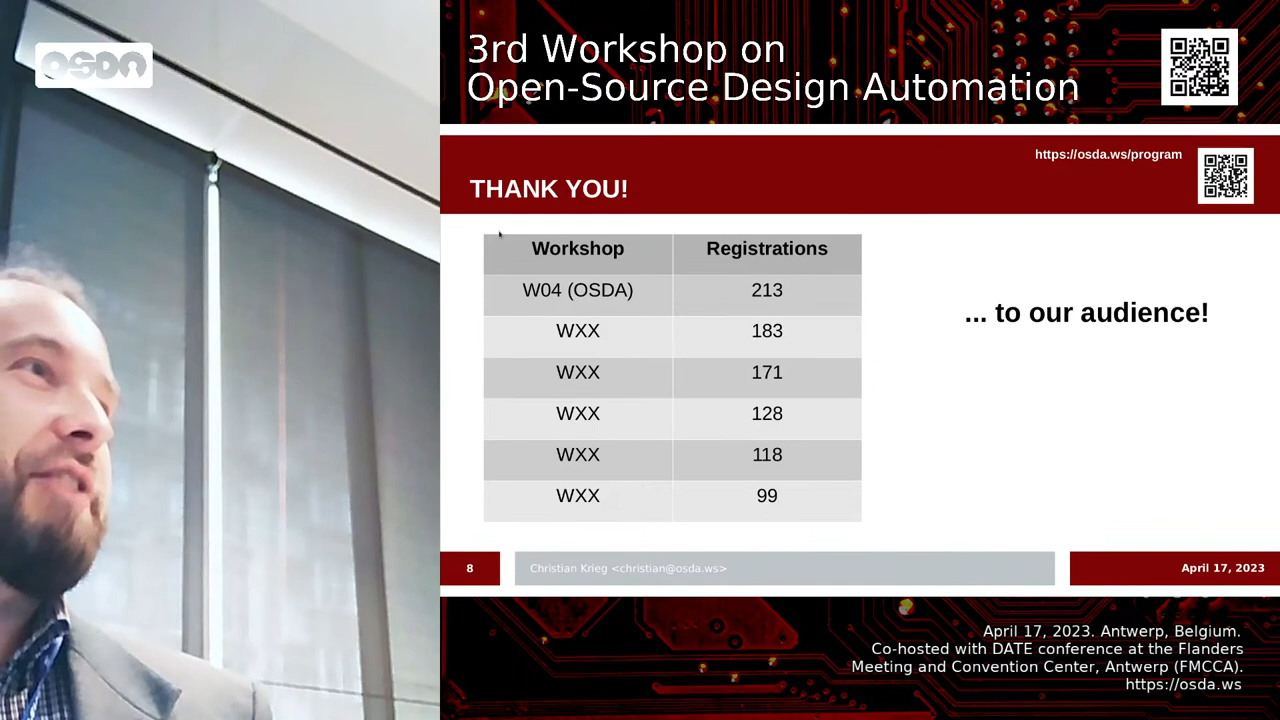 OSDA
3rd Workshop on
Open-Source Design Automation
https://osda.ws/program
THANK YOU!
Workshop Registrations
W04 (OSDA) 213
WXX 183
WXX 171
WXX 128
WXX 118
WXX 99
... to our audience!
8 Christian Krieg <christian@osda.ws> April 17, 2023
April 17, 2023. Antwerp, Belgium.
Co-hosted with DATE conference at the Flanders
Meeting and Convention Center, Antwerp (FMCCA).
https://osda.ws